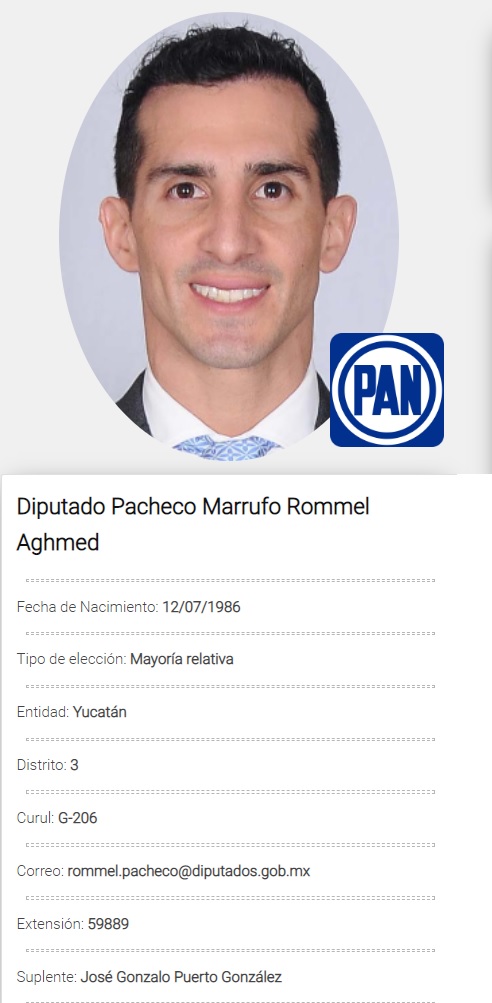 PAN
Diputado Pacheco Marrufo Rommel
Aghmed
Fecha de Nacimiento: 12/07/1986
Tipo de elección: Mayoría relativa
Entidad: Yucatán
Distrito: 3
Curul: G-206
Correo: rommel.pacheco@diputados.gob.mx
Extensión: 59889
Suplente: José Gonzalo Puerto González